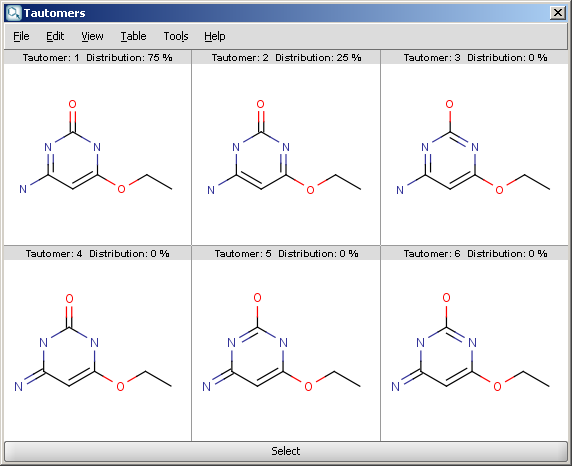 Tautomers
File Edit View Table Tools Help
Tautomer: 1 Distribution: 75 % Tautomer: 2 Distribution: 25 % Tautomer: 3 Distribution: 0 %
O O O
N N N N N N
N O N O N O
Tautomer: 4 Distribution: 0 % Tautomer: 5 Distribution: 0 % Tautomer: 6 Distribution: 0 %
O O O
N N N N N N
N O N O N O
Select